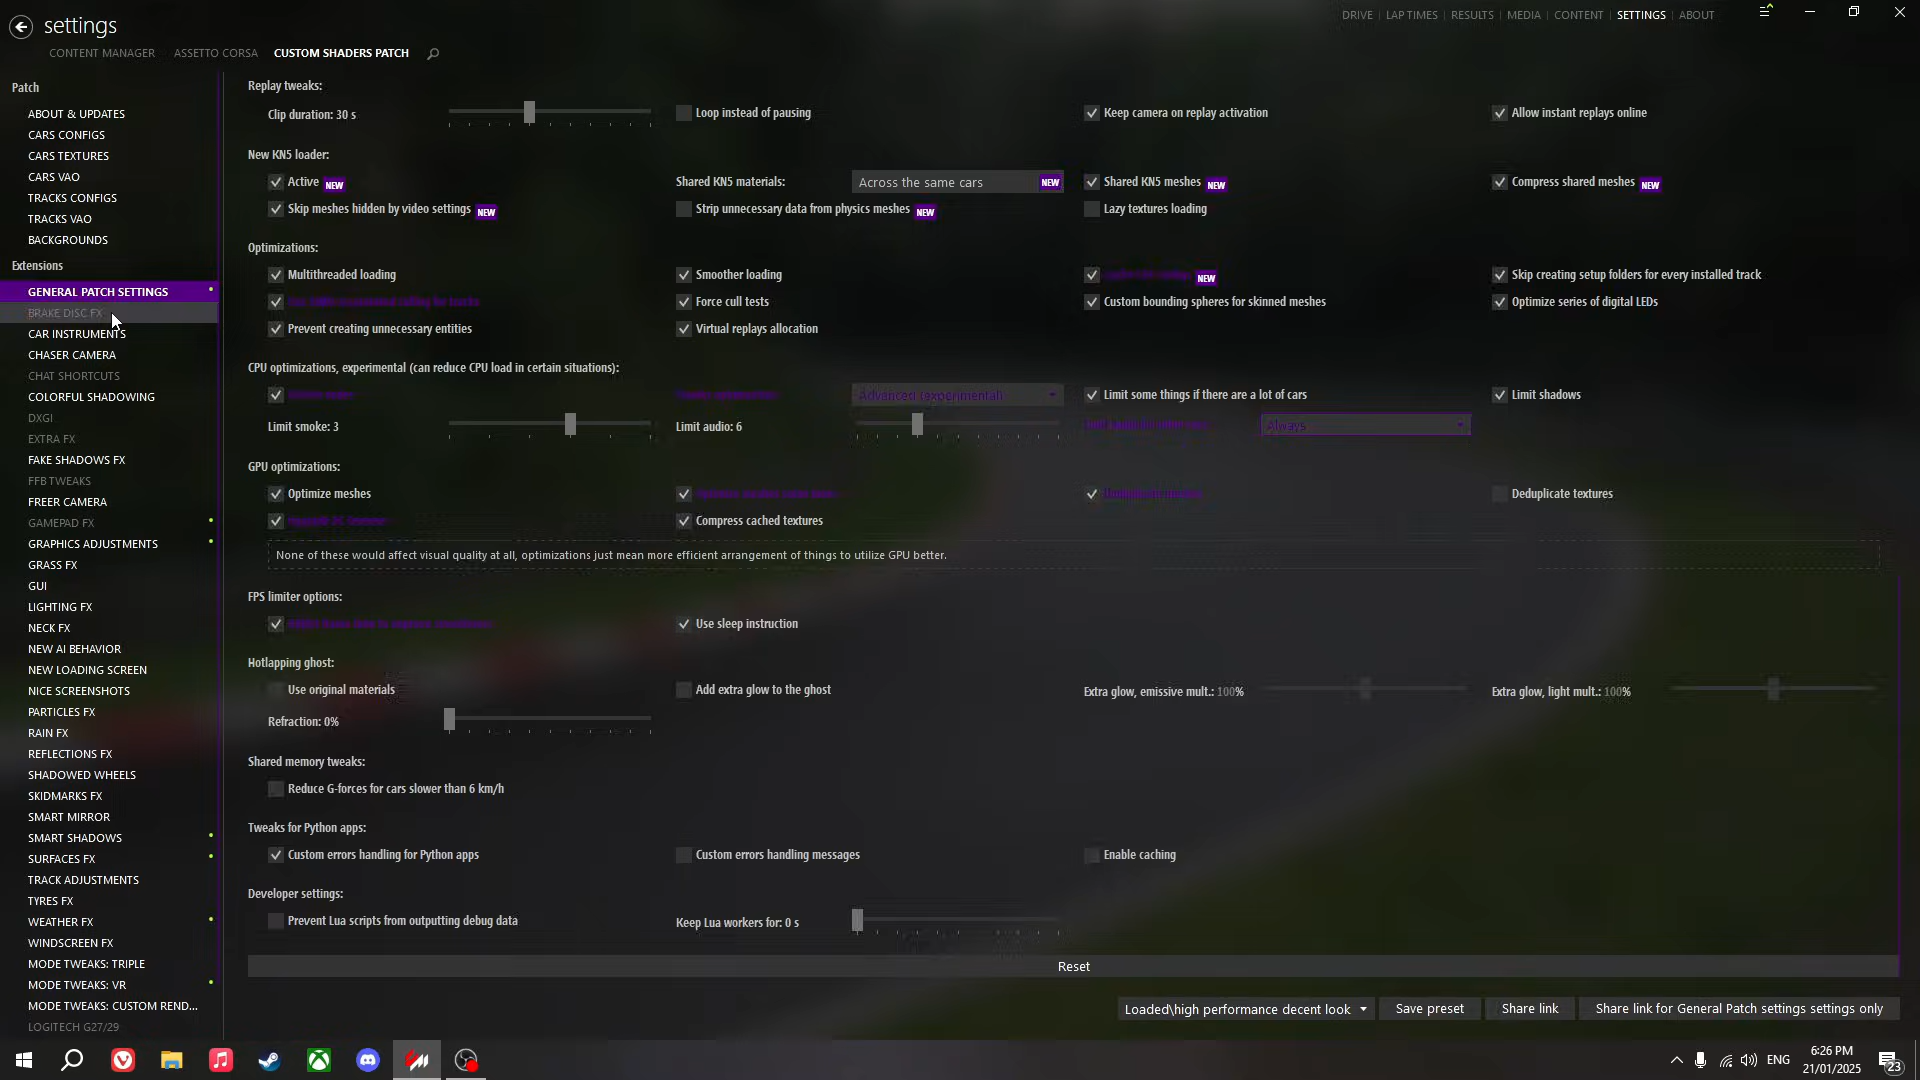 settings
DRIVE | LAP TIMES | RESULTS | MEDIA | CONTENT | SETTINGS | ABOUT
CONTENT MANAGER ASSETTO CORSA CUSTOM SHADERS PATCH
Patch
ABOUT & UPDATES
CARS CONFIGS
CARS TEXTURES
CARS VAO
TRACKS CONFIGS
TRACKS VAO
BACKGROUNDS
Extensions
GENERAL PATCH SETTINGS
BRAKE DISC FX
CAR INSTRUMENTS
CHASER CAMERA
CHAT SHORTCUTS
COLORFUL SHADOWING
DXGI
EXTRA FX
FAKE SHADOWS FX
FFB TWEAKS
FREER CAMERA
GAMEPAD FX
GRAPHICS ADJUSTMENTS
GRASS FX
GUI
LIGHTING FX
NECK FX
NEW AI BEHAVIOR
NEW LOADING SCREEN
NICE SCREENSHOTS
PARTICLES FX
RAIN FX
REFLECTIONS FX
SHADOWED WHEELS
SKIDMARKS FX
SMART MIRROR
SMART SHADOWS
SURFACES FX
TRACK ADJUSTMENTS
TYRES FX
WEATHER FX
WINDSCREEN FX
MODE TWEAKS: TRIPLE
MODE TWEAKS: VR
MODE TWEAKS: CUSTOM REND...
LOGITECH G27/29
Replay tweaks:
Clip duration: 30 s Loop instead of pausing Keep camera on replay activation Allow instant replays online
New KN5 loader:
Active NEW Shared KN5 materials: Across the same cars NEW Shared KN5 meshes NEW Compress shared meshes NEW
Skip meshes hidden by video settings NEW Strip unnecessary data from physics meshes NEW Lazy textures loading
Optimizations:
Multithreaded loading Smoother loading NEW Skip creating setup folders for every installed track
Force cull tests Custom bounding spheres for skinned meshes Optimize series of digital LEDs
Prevent creating unnecessary entities Virtual replays allocation
CPU optimizations, experimental (can reduce CPU load in certain situations):
Advanced (experimental) Limit some things if there are a lot of cars Limit shadows
Limit smoke: 3 Limit audio: 6 Always
GPU optimizations:
Optimize meshes Deduplicate textures
Compress cached textures
None of these would affect visual quality at all, optimizations just mean more efficient arrangement of things to utilize GPU better.
FPS limiter options:
Use sleep instruction
Hotlapping ghost:
Use original materials Add extra glow to the ghost Extra glow, emissive mult.: 100% Extra glow, light mult.: 100%
Refraction: 0%
Shared memory tweaks:
Reduce G-forces for cars slower than 6 km/h
Tweaks for Python apps:
Custom errors handling for Python apps Custom errors handling messages Enable caching
Developer settings:
Prevent Lua scripts from outputting debug data Keep Lua workers for: 0 s
Reset
Loaded\high performance decent look Save preset Share link Share link for General Patch settings settings only
ENG
6:26 PM
21/01/2025
23